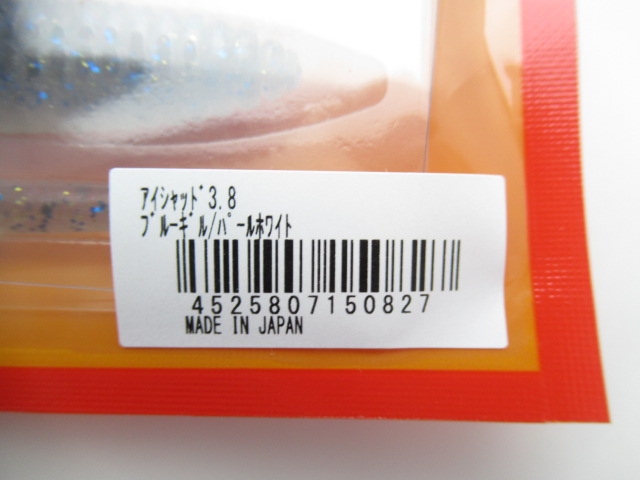 ｱｲｼｬｯﾄﾞ3.8
ﾌﾞﾙｰｷﾞﾙ/ﾊﾟｰﾙﾎﾜｲﾄ
4525807150827
MADE IN JAPAN